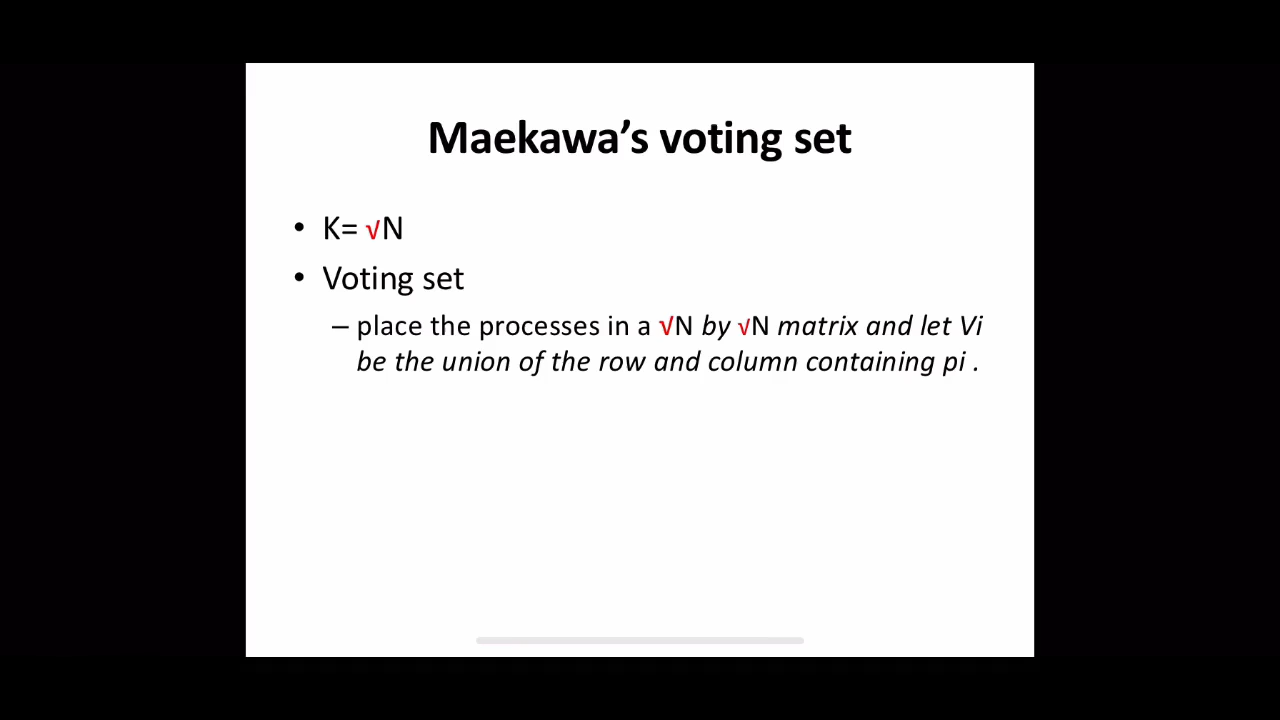 Maekawa’s voting set
• K= √N
• Voting set
– place the processes in a √N by √N matrix and let Vi
be the union of the row and column containing pi .